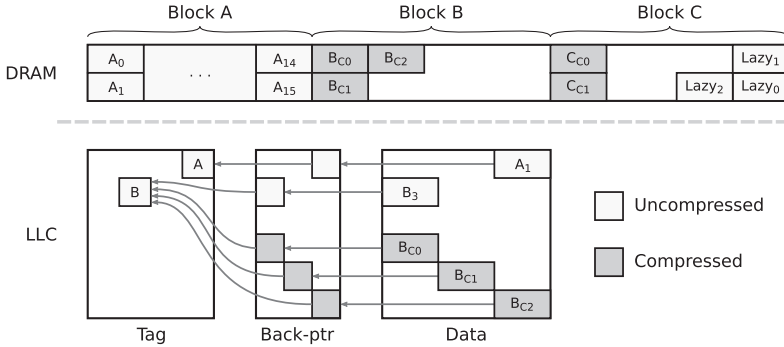 Block A Block B Block C
DRAM A0 . . . A14 BC0 BC2 CC0 Lazy1
A1 A15 BC1 CC1 Lazy2 Lazy0
A A1
B B3
Uncompressed
LLC
BC0
Compressed
BC1
BC2
Tag Back-ptr Data